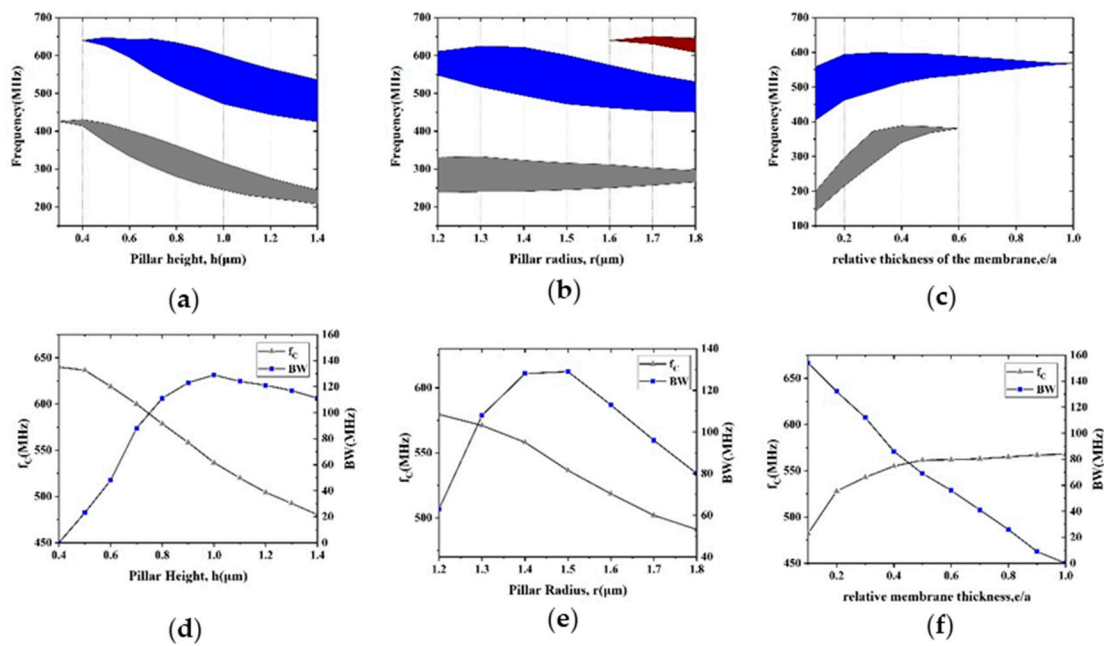 700
600
500
400
300
200
Frequency(MHz)
0.4 0.6 0.8 1.0 1.2 1.4
Pillar height, h(μm)
(a)
700
600
500
400
300
200
Frequency(MHz)
1.2 1.3 1.4 1.5 1.6 1.7 1.8
Pillar radius, r(μm)
(b)
700
600
500
400
300
200
100
Frequency(MHz)
0.2 0.4 0.6 0.8 1.0
relative thickness of the membrane,e/a
(c)
650
600
550
500
450
f_C(MHz)
160
140
120
100
80
60
40
20
0
BW(MHz)
f_C
BW
0.4 0.6 0.8 1.0 1.2 1.4
Pillar Height, h(μm)
(d)
600
550
500
f_C(MHz)
140
120
100
80
60
40
BW(MHz)
f_C
BW
1.2 1.3 1.4 1.5 1.6 1.7 1.8
Pillar Radius, r(μm)
(e)
650
600
550
500
450
f_C(MHz)
160
140
120
100
80
60
40
20
0
BW(MHz)
f_C
BW
0.2 0.4 0.6 0.8 1.0
relative membrane thickness,e/a
(f)